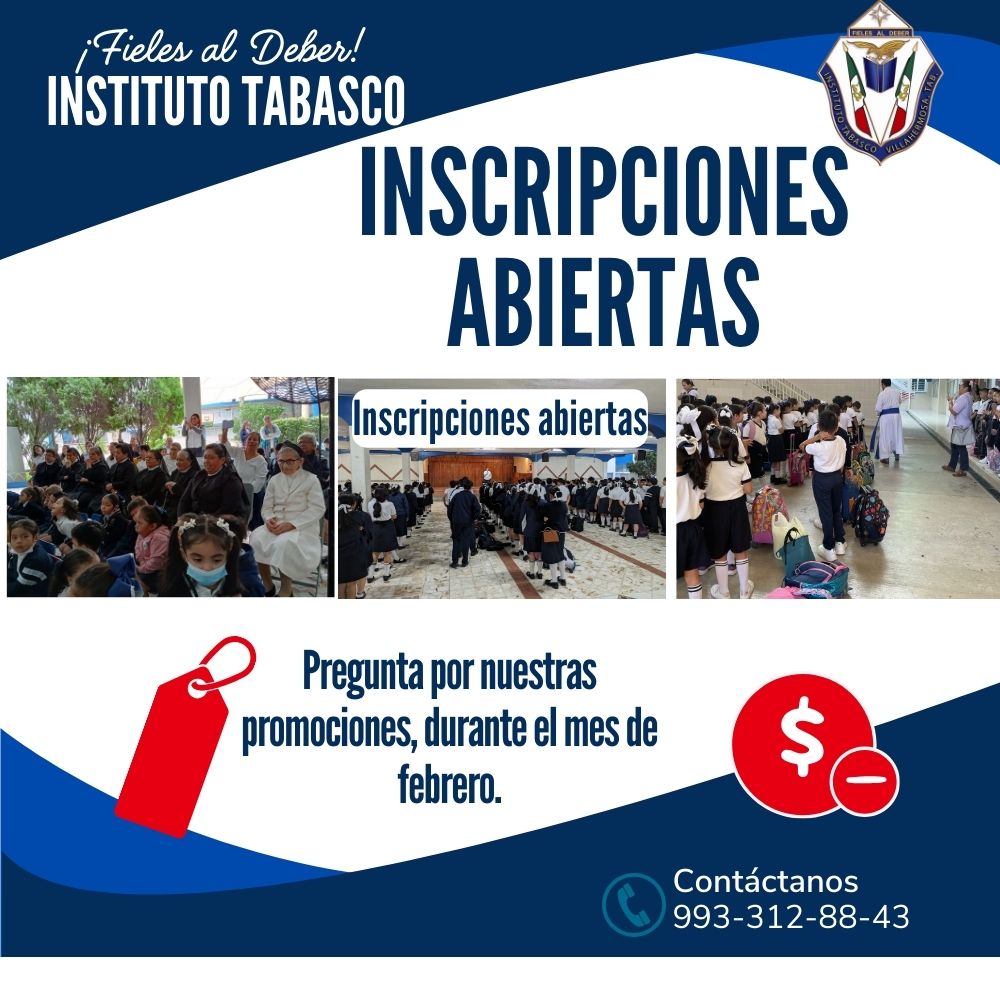 ¡Fieles al Deber!
INSTITUTO TABASCO
FIELES AL DEBER
INSTITUTO TABASCO VILLAHERMOSA, TAB.
INSCRIPCIONES
ABIERTAS
Inscripciones abiertas
Pregunta por nuestras
promociones, durante el mes de
febrero.
$
Contáctanos
993-312-88-43